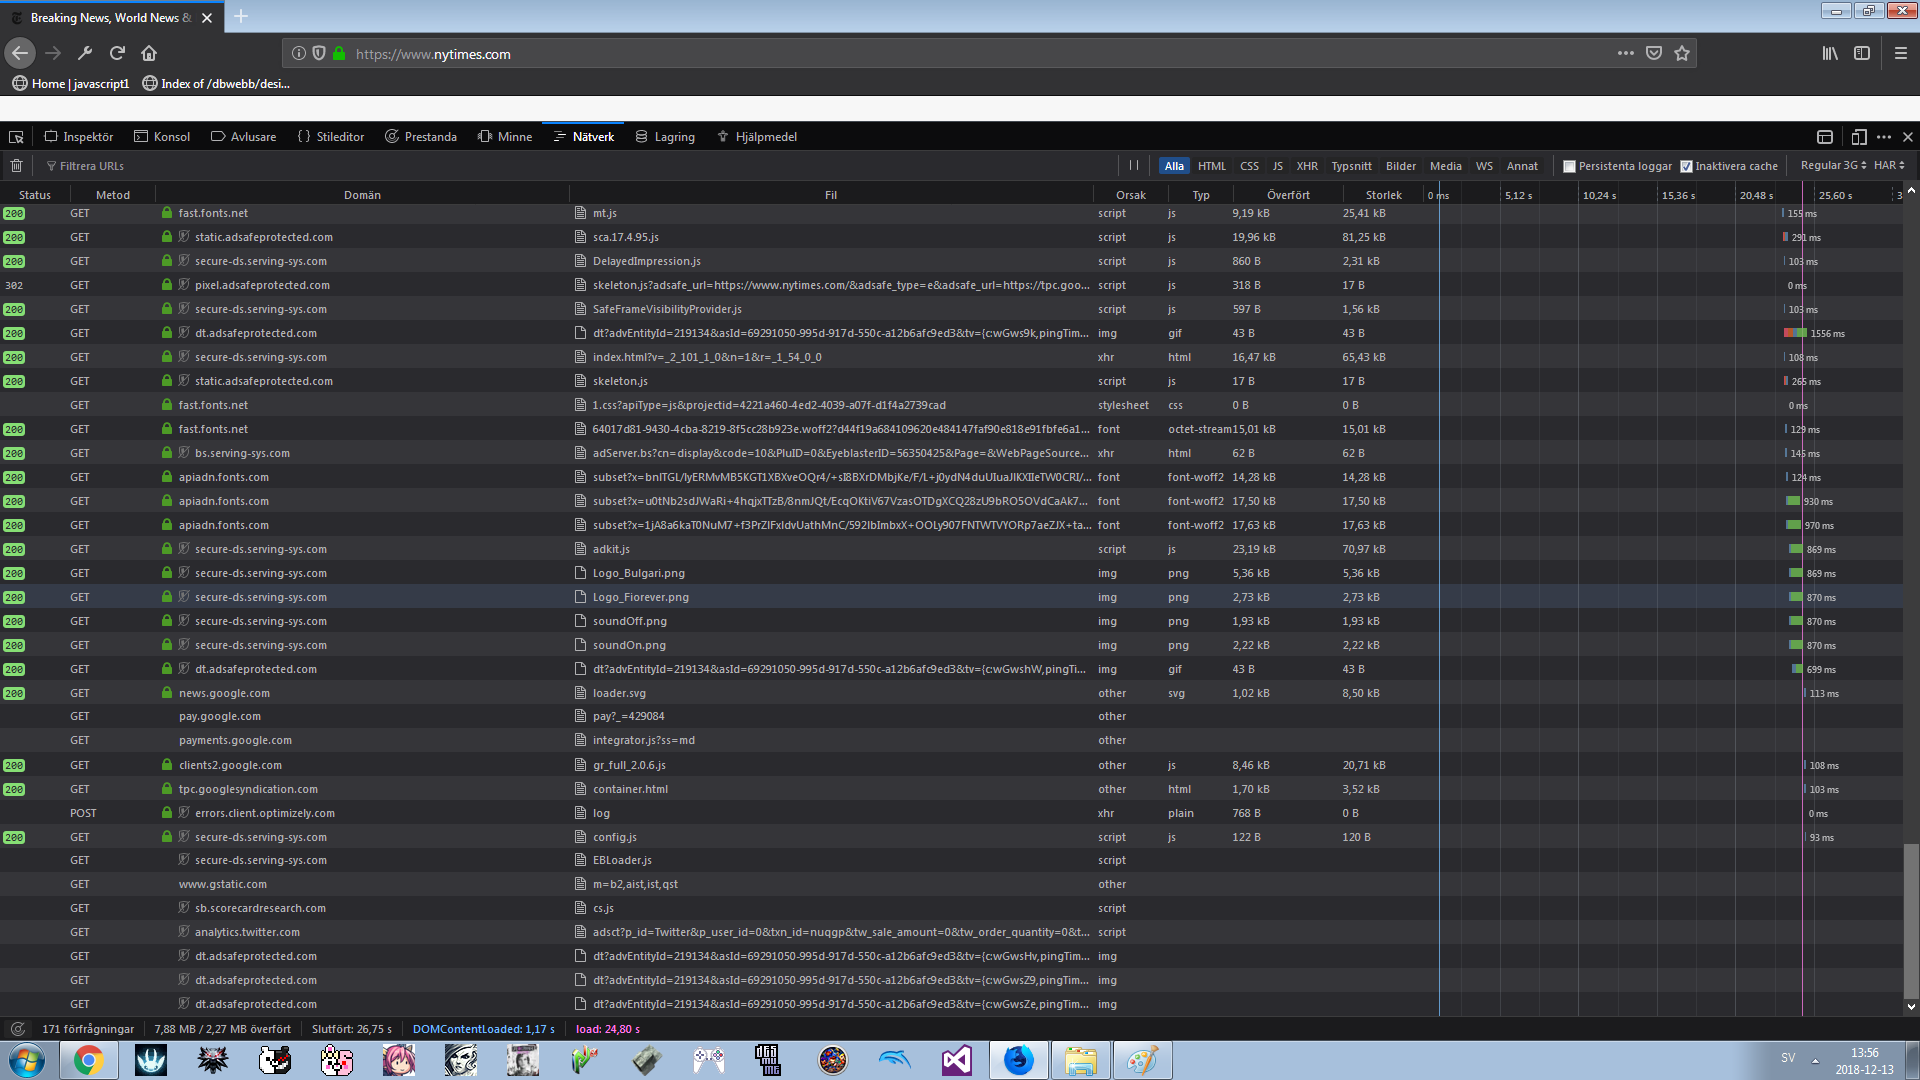 Breaking News, World News &
https://www.nytimes.com
Home | javascript1 Index of /dbwebb/desi...
Inspektör Konsol Avlusare Stileditor Prestanda Minne Nätverk Lagring Hjälpmedel
Filtrera URLs Alla HTML CSS JS XHR Typsnitt Bilder Media WS Annat Persistenta loggar Inaktivera cache Regular 3G HAR
Status Metod Domän Fil Orsak Typ Överfört Storlek 0 ms 5,12 s 10,24 s 15,36 s 20,48 s 25,60 s 3
200 GET fast.fonts.net mt.js script js 9,19 kB 25,41 kB 155 ms
200 GET static.adsafeprotected.com sca.17.4.95.js script js 19,96 kB 81,25 kB 291 ms
200 GET secure-ds.serving-sys.com DelayedImpression.js script js 860 B 2,31 kB 103 ms
302 GET pixel.adsafeprotected.com skeleton.js?adsafe_url=https://www.nytimes.com/&adsafe_type=e&adsafe_url=https://tpc.goo... script js 318 B 17 B 0 ms
200 GET secure-ds.serving-sys.com SafeFrameVisibilityProvider.js script js 597 B 1,56 kB 103 ms
200 GET dt.adsafeprotected.com dt?advEntityId=219134&asId=69291050-995d-917d-550c-a12b6afc9ed3&tv={c:wGws9k,pingTim... img gif 43 B 43 B 1556 ms
200 GET secure-ds.serving-sys.com index.html?v=_2_101_1_0&n=1&r=_1_54_0_0 xhr html 16,47 kB 65,43 kB 108 ms
200 GET static.adsafeprotected.com skeleton.js script js 17 B 17 B 265 ms
GET fast.fonts.net 1.css?apiType=js&projectid=4221a460-4ed2-4039-a07f-d1f4a2739cad stylesheet css 0 B 0 B 0 ms
200 GET fast.fonts.net 64017d81-9430-4cba-8219-8f5cc28b923e.woff2?d44f19a684109620e484147faf90e818e91fbfe6a1... font octet-stream 15,01 kB 15,01 kB 129 ms
200 GET bs.serving-sys.com adServer.bs?cn=display&code=10&PluID=0&EyeblasterID=56350425&Page=&WebPageSource... xhr html 62 B 62 B 145 ms
200 GET apiadn.fonts.com font font-woff2 14,28 kB 14,28 kB 124 ms
200 GET apiadn.fonts.com font font-woff2 17,50 kB 17,50 kB 930 ms
200 GET apiadn.fonts.com font font-woff2 17,63 kB 17,63 kB 970 ms
200 GET secure-ds.serving-sys.com adkit.js script js 23,19 kB 70,97 kB 869 ms
200 GET secure-ds.serving-sys.com Logo_Bulgari.png img png 5,36 kB 5,36 kB 869 ms
200 GET secure-ds.serving-sys.com Logo_Fiorever.png img png 2,73 kB 2,73 kB 870 ms
200 GET secure-ds.serving-sys.com soundOff.png img png 1,93 kB 1,93 kB 870 ms
200 GET secure-ds.serving-sys.com soundOn.png img png 2,22 kB 2,22 kB 870 ms
200 GET dt.adsafeprotected.com dt?advEntityId=219134&asId=69291050-995d-917d-550c-a12b6afc9ed3&tv={c:wGwshW,pingTi... img gif 43 B 43 B 699 ms
200 GET news.google.com loader.svg other svg 1,02 kB 8,50 kB 113 ms
GET pay.google.com pay?_=429084 other
GET payments.google.com integrator.js?ss=md other
200 GET clients2.google.com gr_full_2.0.6.js other js 8,46 kB 20,71 kB 108 ms
200 GET tpc.googlesyndication.com container.html other html 1,70 kB 3,52 kB 103 ms
POST errors.client.optimizely.com log xhr plain 768 B 0 B 0 ms
200 GET secure-ds.serving-sys.com config.js script js 122 B 120 B 93 ms
GET secure-ds.serving-sys.com EBLoader.js script
GET www.gstatic.com m=b2,aist,ist,qst other
GET sb.scorecardresearch.com cs.js script
GET analytics.twitter.com adsct?p_id=Twitter&p_user_id=0&txn_id=nuqgp&tw_sale_amount=0&tw_order_quantity=0&t... script
GET dt.adsafeprotected.com dt?advEntityId=219134&asId=69291050-995d-917d-550c-a12b6afc9ed3&tv={c:wGwsHv,pingTim... img
GET dt.adsafeprotected.com dt?advEntityId=219134&asId=69291050-995d-917d-550c-a12b6afc9ed3&tv={c:wGwsZ9,pingTim... img
GET dt.adsafeprotected.com dt?advEntityId=219134&asId=69291050-995d-917d-550c-a12b6afc9ed3&tv={c:wGwsZe,pingTim... img
171 förfrågningar 7,88 MB / 2,27 MB överfört Slutfört: 26,75 s DOMContentLoaded: 1,17 s load: 24,80 s
SV 13:56
2018-12-13